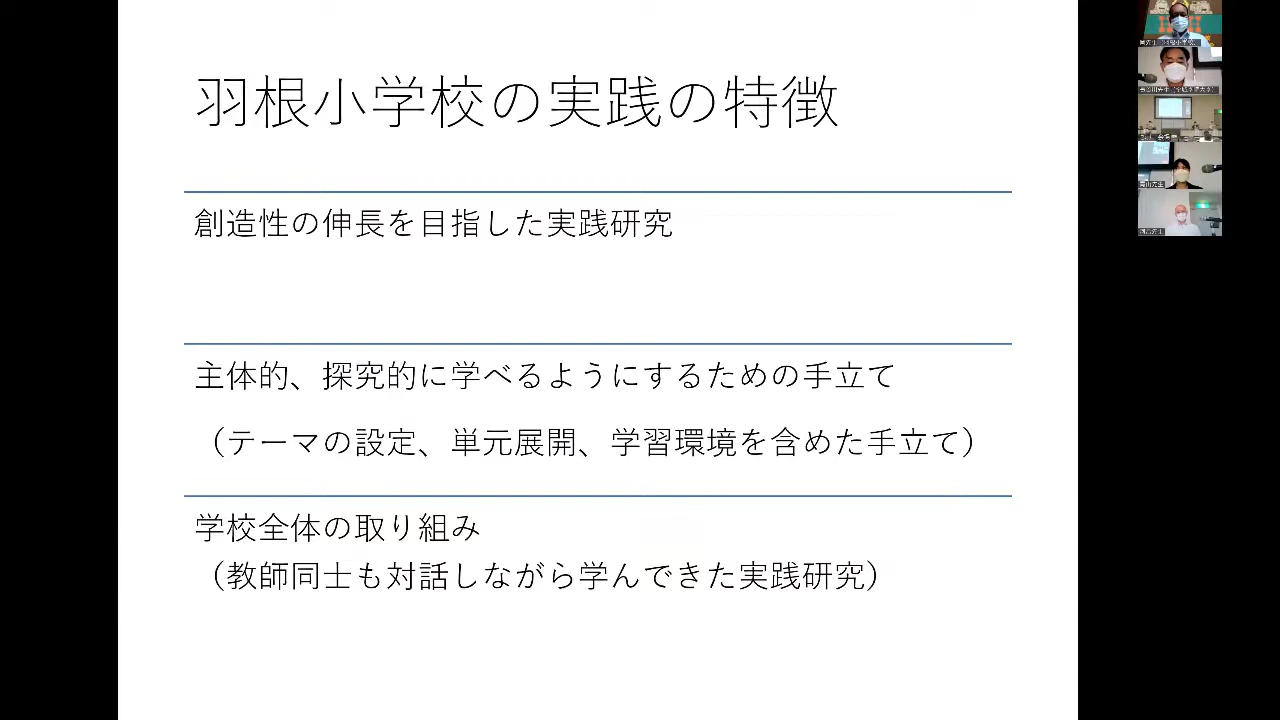 羽根小学校の実践の特徴
創造性の伸長を目指した実践研究
主体的、探究的に学べるようにするための手立て
（テーマの設定、単元展開、学習環境を含めた手立て）
学校全体の取り組み
（教師同士も対話しながら学んできた実践研究）